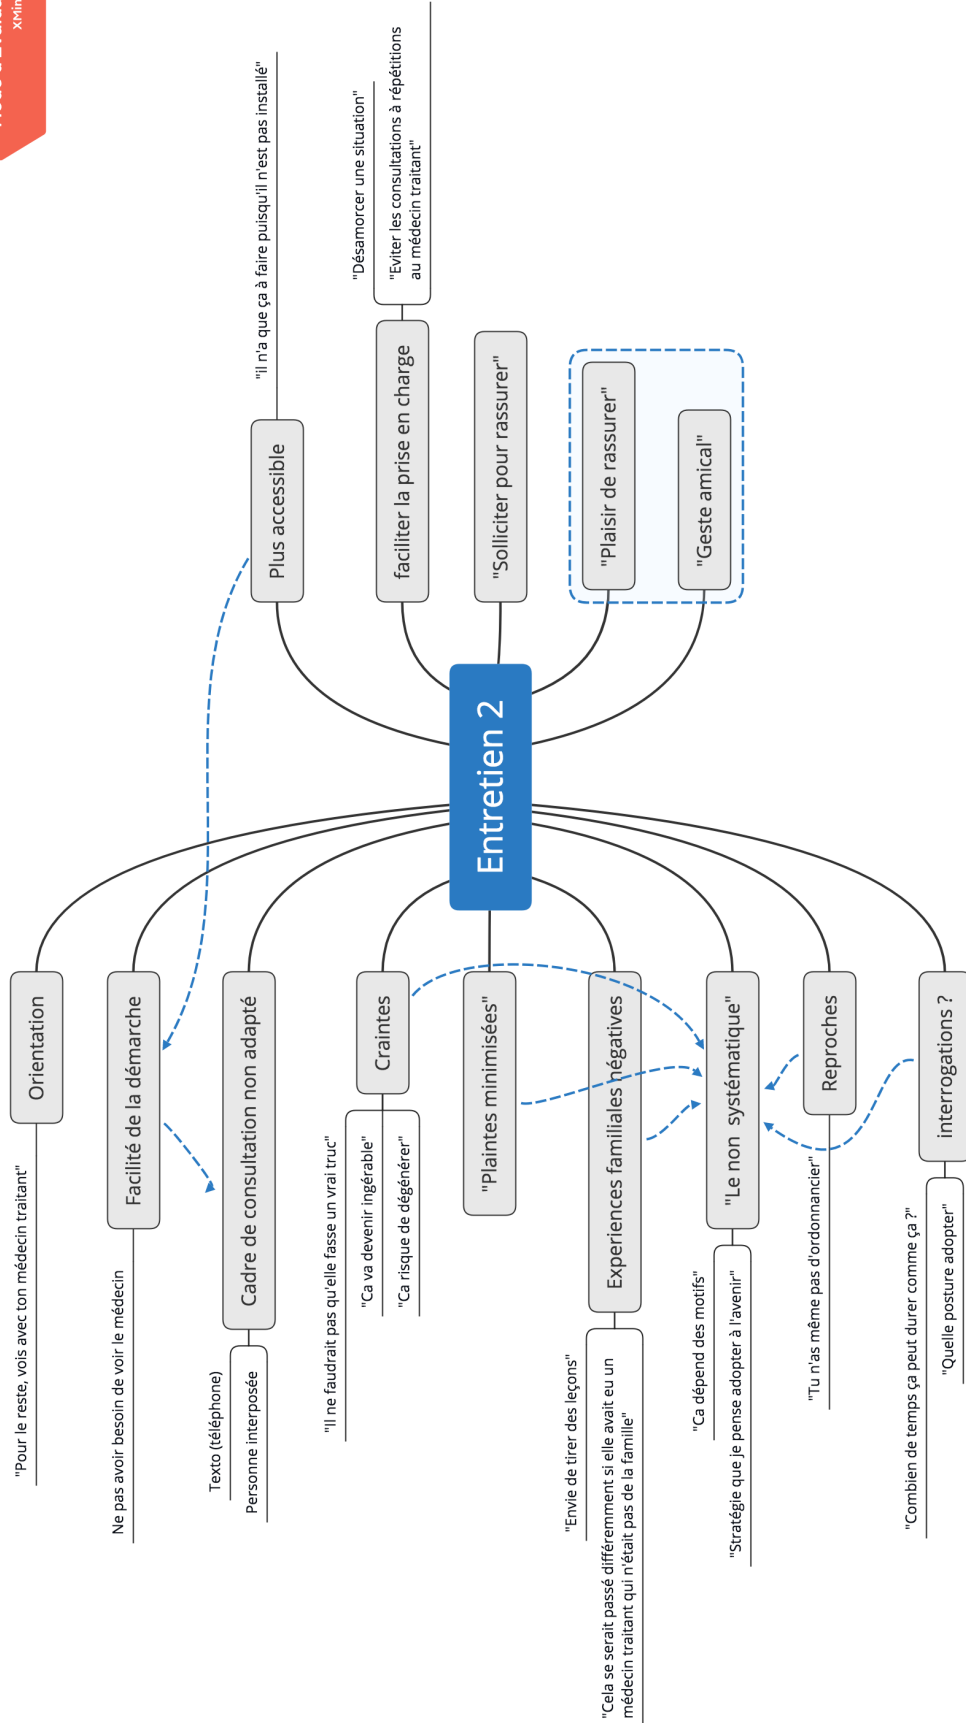 XMin
Entretien 2
Plus accessible
"il n'a que ça à faire puisqu'il n'est pas installé"
faciliter la prise en charge
"Désamorcer une situation"
"Eviter les consultations à répétitions
au médecin traitant"
"Solliciter pour rassurer"
"Plaisir de rassurer"
"Geste amical"
Orientation
"Pour le reste, vois avec ton médecin traitant"
Facilité de la démarche
Ne pas avoir besoin de voir le médecin
Cadre de consultation non adapté
Texto (téléphone)
Personne interposée
Craintes
"Il ne faudrait pas qu'elle fasse un vrai truc"
"Ca va devenir ingérable"
"Ca risque de dégénérer"
"Plaintes minimisées"
Experiences familiales négatives
"Envie de tirer des leçons"
"Cela se serait passé différemment si elle avait eu un
médecin traitant qui n'était pas de la famille"
"Le non systématique"
"Ca dépend des motifs"
"Stratégie que je pense adopter à l'avenir"
Reproches
"Tu n'as même pas d'ordonnancier"
interrogations ?
"Combien de temps ça peut durer comme ça ?"
"Quelle posture adopter"